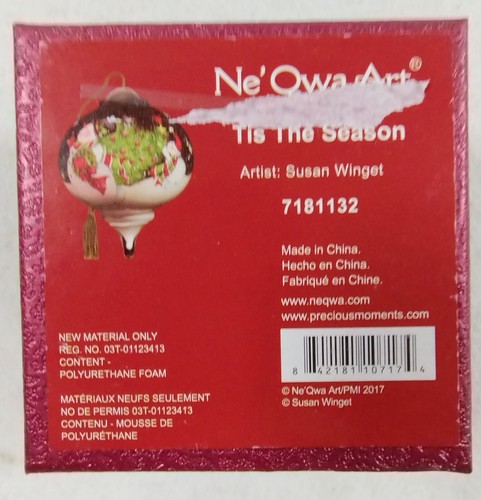 Ne'Qwa Art®
Tis The Season
Artist: Susan Winget
7181132
Made in China.
Hecho en China.
Fabriqué en Chine.
www.neqwa.com
www.preciousmoments.com
8 42181 10717 4
© Ne'Qwa Art/PMI 2017
© Susan Winget
NEW MATERIAL ONLY
REG. NO. 03T-01123413
CONTENT -
POLYURETHANE FOAM
MATÉRIAUX NEUFS SEULEMENT
NO DE PERMIS 03T-01123413
CONTENU - MOUSSE DE
POLYURÉTHANE